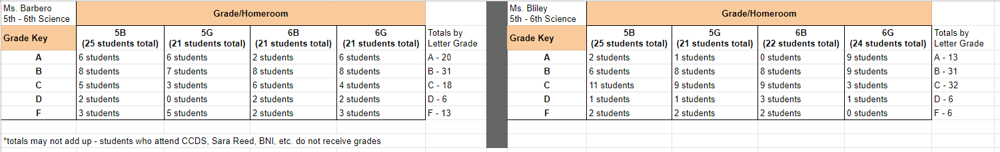 Ms. Barbero
5th - 6th Science
Grade/Homeroom
Grade Key
5B (25 students total)
5G (21 students total)
6B (21 students total)
6G (21 students total)
Totals by Letter Grade
A 6 students 6 students 2 students 6 students A - 20
B 8 students 7 students 8 students 8 students B - 31
C 5 students 3 students 6 students 4 students C - 18
D 2 students 0 students 2 students 2 students D - 6
F 3 students 5 students 2 students 3 students F - 13
*totals may not add up - students who attend CCDS, Sara Reed, BNI, etc. do not receive grades
Ms. Bliley
5th - 6th Science
Grade/Homeroom
Grade Key
5B (25 students total)
5G (21 students total)
6B (22 students total)
6G (24 students total)
Totals by Letter Grade
A 2 students 1 students 0 students 9 students A - 13
B 6 students 8 students 8 students 9 students B - 31
C 11 students 9 students 9 students 3 students C - 32
D 1 students 1 students 3 students 1 students D - 6
F 2 students 2 students 2 students 0 students F - 6